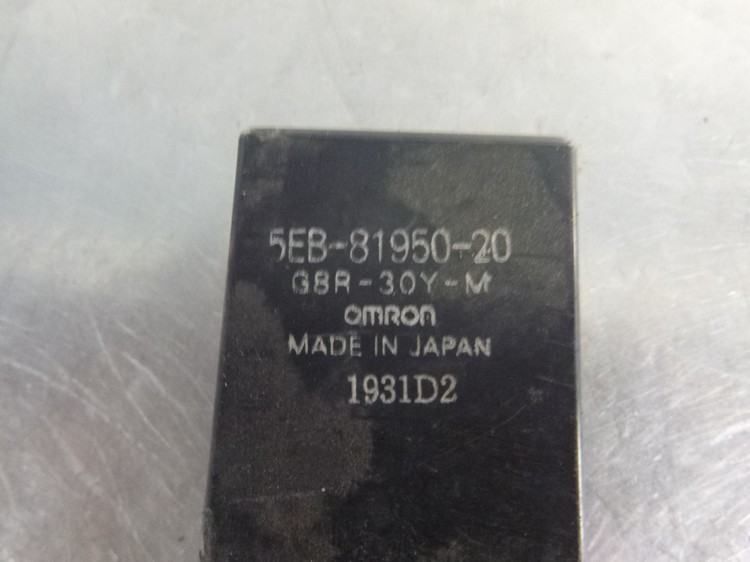 5EB-81950-20
G8R-30Y-M
OMRON
MADE IN JAPAN
1931D2